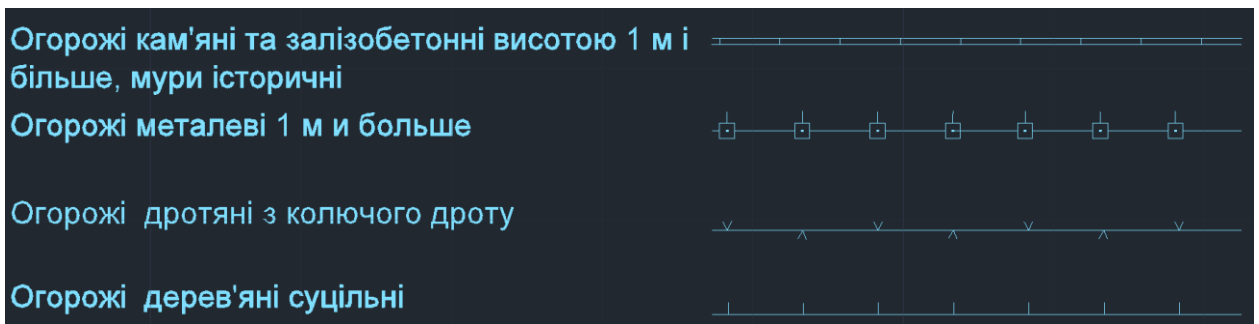 Огорожі кам'яні та залізобетонні висотою 1 м і
більше, мури історичні
Огорожі металеві 1 м и больше
Огорожі дротяні з колючого дроту
Огорожі дерев'яні суцільні